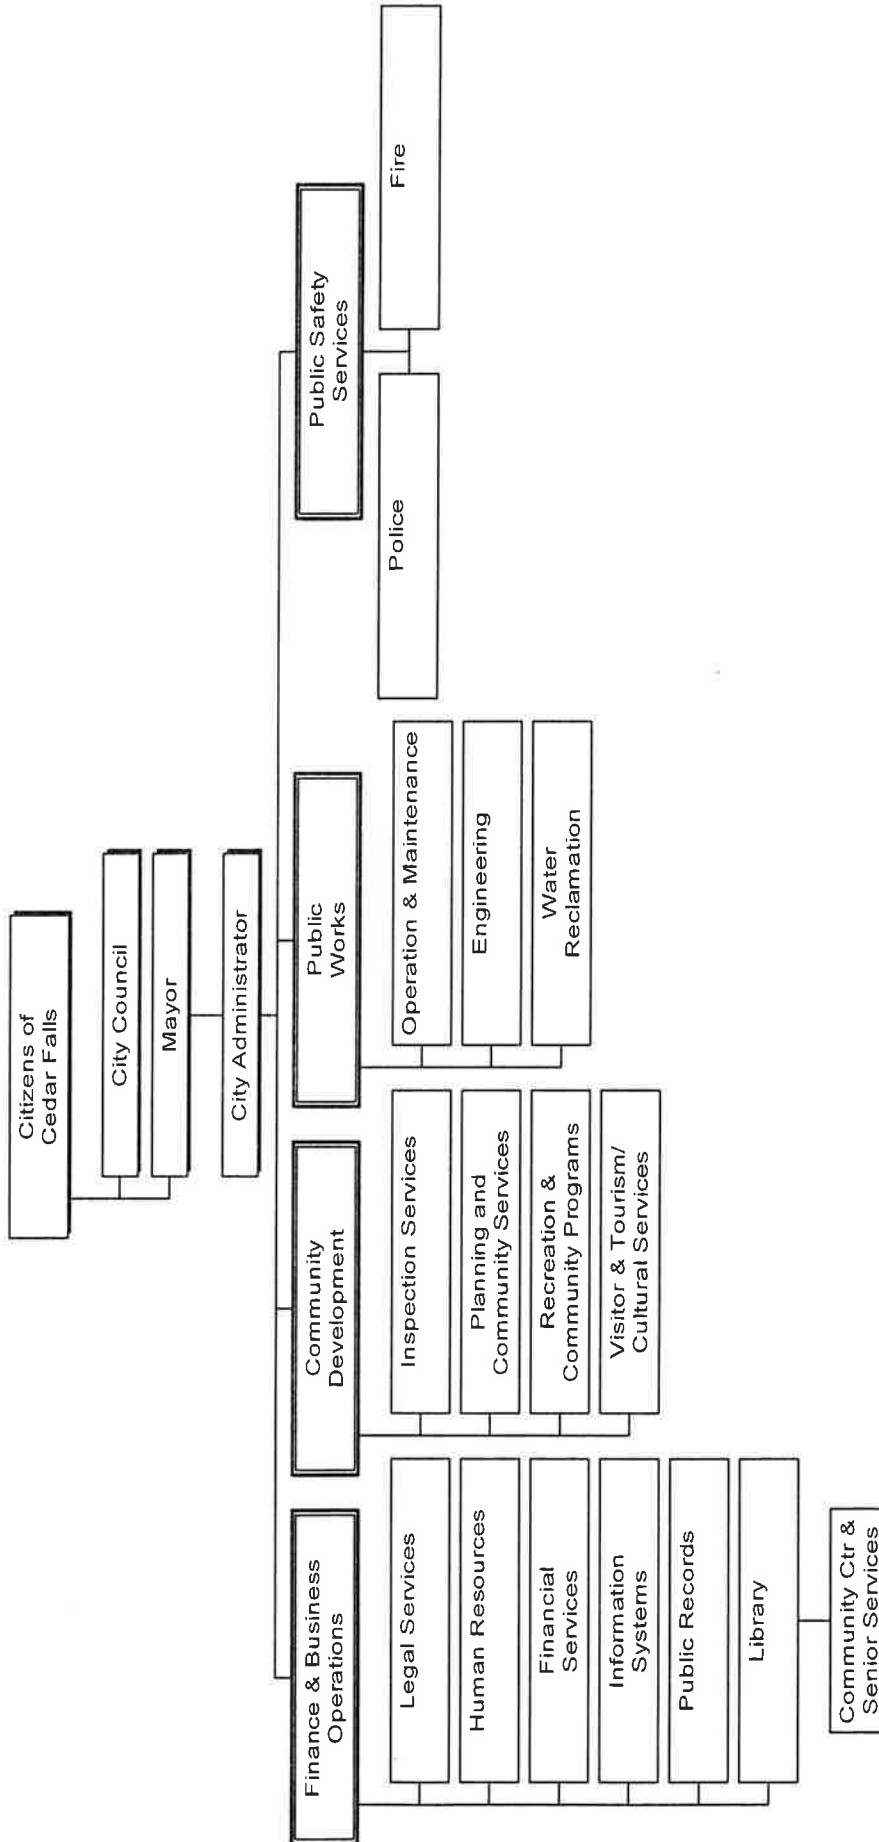 Citizens of
Cedar Falls
City Council
Mayor
City Administrator
Finance & Business
Operations
Legal Services
Human Resources
Financial
Services
Information
Systems
Public Records
Library
Community Ctr &
Senior Services
Community
Development
Inspection Services
Planning and
Community Services
Recreation &
Community Programs
Visitor & Tourism/
Cultural Services
Public
Works
Operation & Maintenance
Engineering
Water
Reclamation
Public Safety
Services
Police
Fire